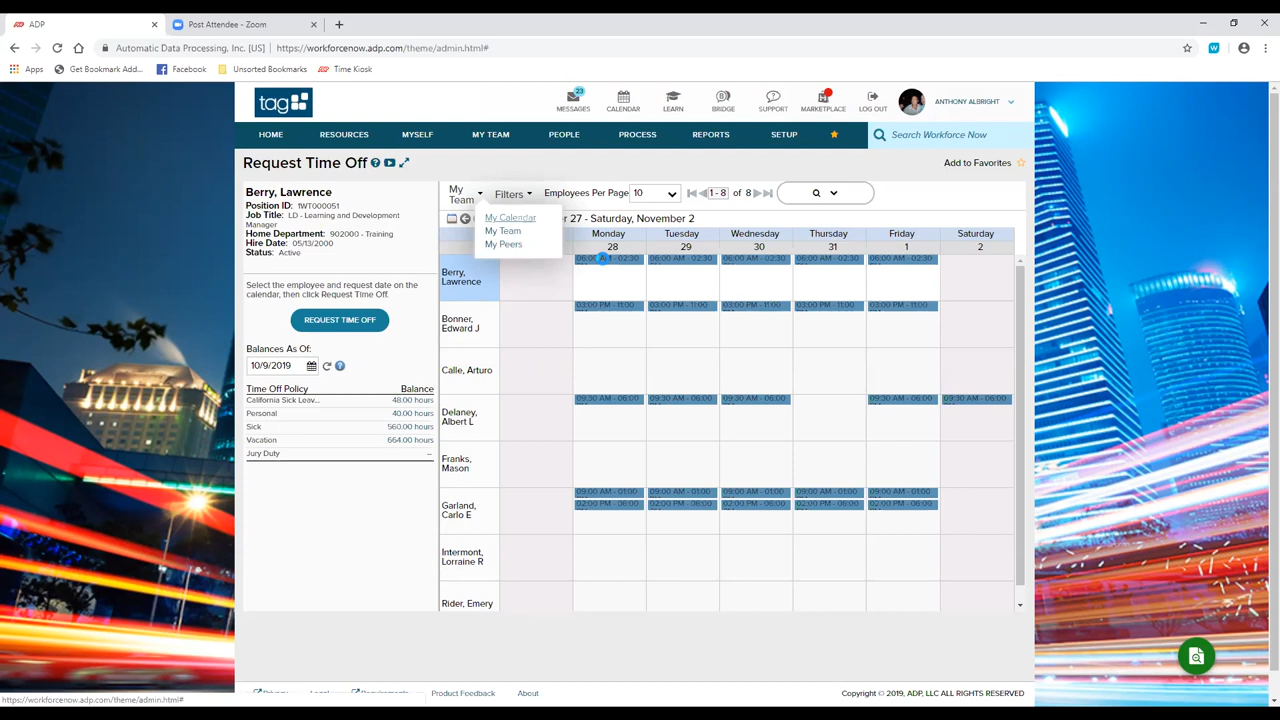 ADP
Post Attendee - Zoom
Automatic Data Processing, Inc. [US]
https://workforcenow.adp.com/theme/admin.html#
Apps
Get Bookmark Add...
Facebook
Unsorted Bookmarks
Time Kiosk
tag
23
MESSAGES
CALENDAR
LEARN
BRIDGE
SUPPORT
MARKETPLACE
LOG OUT
ANTHONY ALBRIGHT
HOME
RESOURCES
MYSELF
MY TEAM
PEOPLE
PROCESS
REPORTS
SETUP
Search Workforce Now
Request Time Off
Add to Favorites
Berry, Lawrence
Position ID: 1WT000051
Job Title: LD - Learning and Development
Manager
Home Department: 902000 - Training
Hire Date: 05/13/2000
Status: Active
Select the employee and request date on the
calendar, then click Request Time Off.
REQUEST TIME OFF
Balances As Of:
10/9/2019
Time Off Policy Balance
California Sick Leav... 48.00 hours
Personal 40.00 hours
Sick 560.00 hours
Vacation 664.00 hours
Jury Duty --
My
Team
Filters
Employees Per Page 10
1 - 8 of 8
My Calendar
My Team
My Peers
27 - Saturday, November 2
Monday Tuesday Wednesday Thursday Friday Saturday
28 29 30 31 1 2
Berry,
Lawrence
06:00 AM - 02:30 06:00 AM - 02:30 06:00 AM - 02:30 06:00 AM - 02:30 06:00 AM - 02:30
Bonner,
Edward J
03:00 PM - 11:00 03:00 PM - 11:00 03:00 PM - 11:00 03:00 PM - 11:00 03:00 PM - 11:00
Calle, Arturo
Delaney,
Albert L
09:30 AM - 06:00 09:30 AM - 06:00 09:30 AM - 06:00
Franks,
Mason
Garland,
Carlo E
09:00 AM - 01:00 09:00 AM - 01:00 09:00 AM - 01:00 09:00 AM - 01:00 09:00 AM - 01:00
02:00 PM - 06:00 02:00 PM - 06:00 02:00 PM - 06:00 02:00 PM - 06:00 02:00 PM - 06:00
Intermont,
Lorraine R
Rider, Emery
Privacy
Legal
Requirements
Product Feedback
About
Copyright © 2019, ADP, LLC ALL RIGHTS RESERVED
https://workforcenow.adp.com/theme/admin.html#